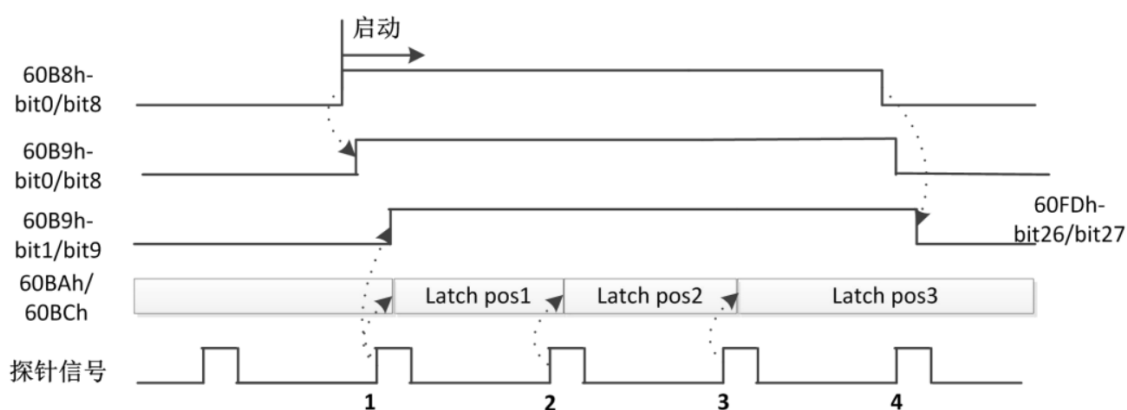 启动
60B8h-
bit0/bit8
60B9h-
bit0/bit8
60B9h-
bit1/bit9
60FDh-
bit26/bit27
60BAh/
60BCh
Latch pos1
Latch pos2
Latch pos3
探针信号
1
2
3
4